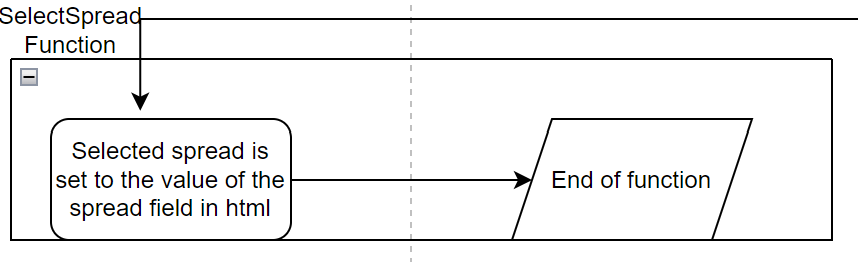 SelectSpread
Function
Selected spread is
set to the value of the
spread field in html
End of function